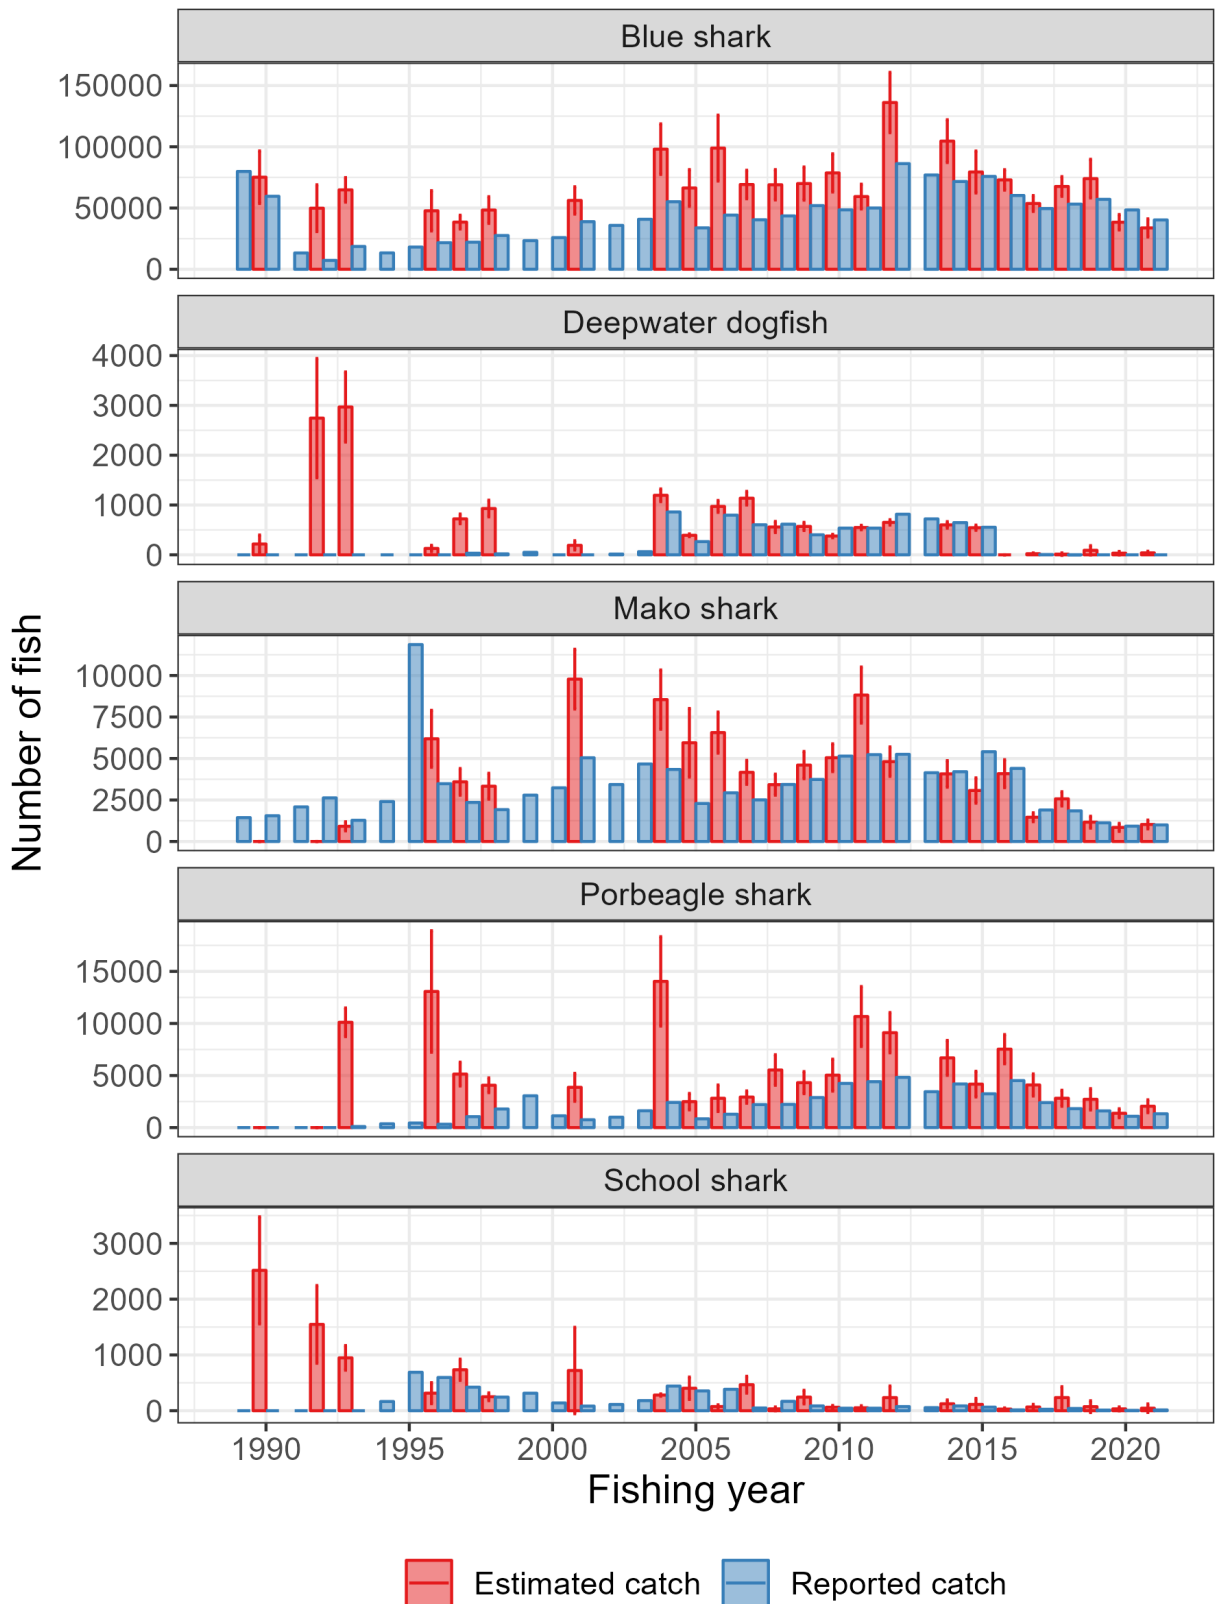 Blue shark
150000
100000
50000
0
Deepwater dogfish
4000
3000
2000
1000
0
Mako shark
10000
7500
5000
2500
0
Porbeagle shark
15000
10000
5000
0
School shark
3000
2000
1000
0
1990 1995 2000 2005 2010 2015 2020
Number of fish
Fishing year
Estimated catch Reported catch